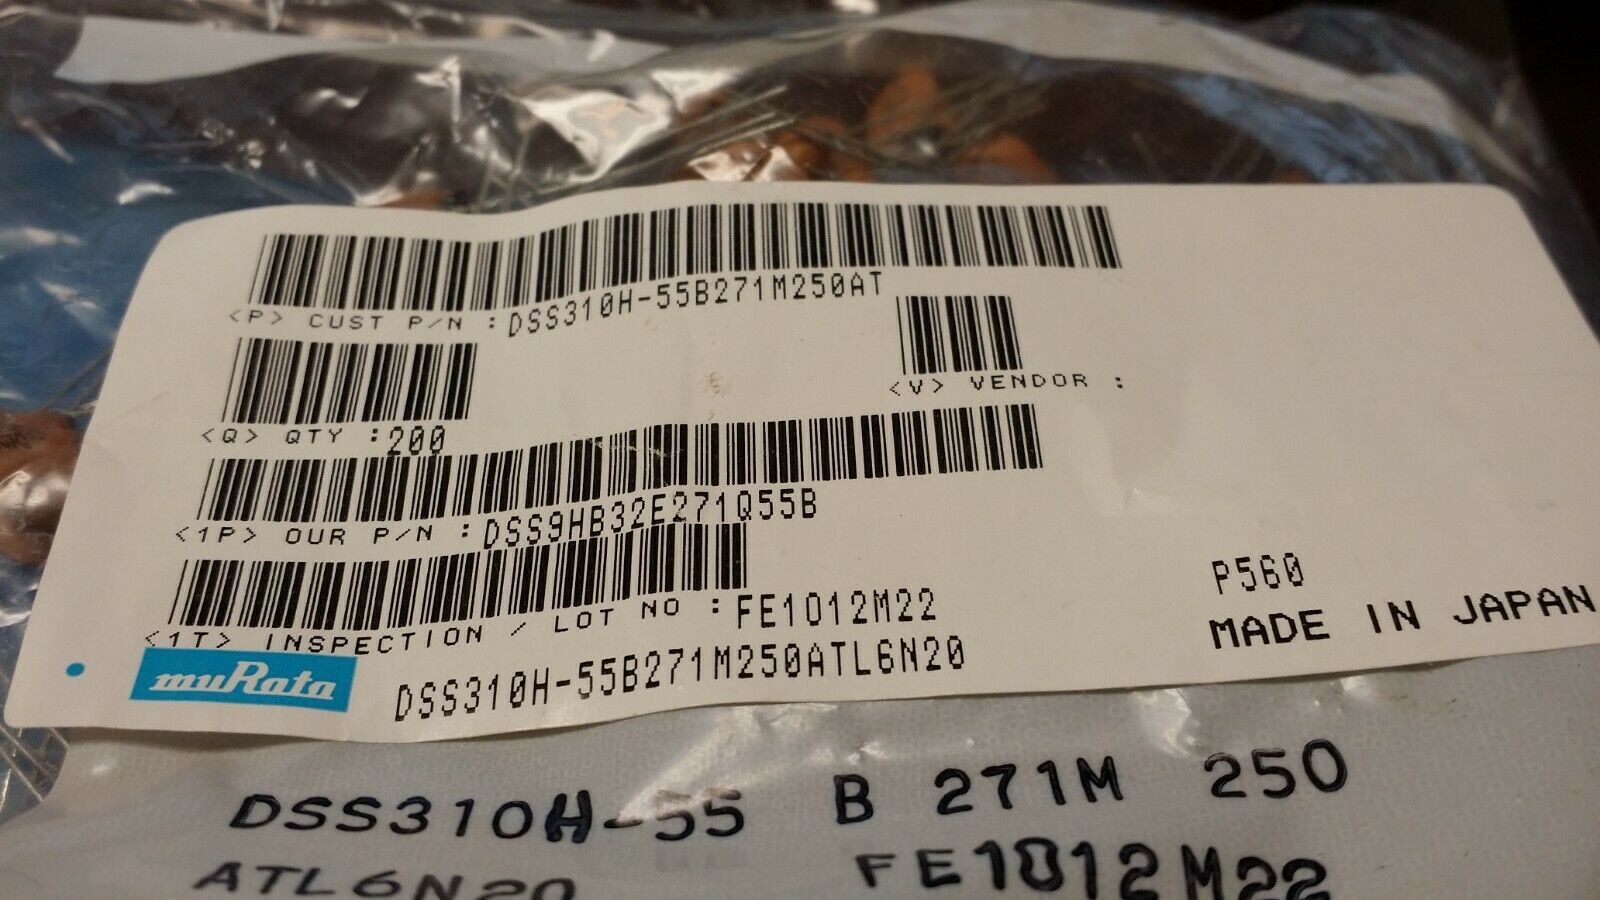 <P> CUST P/N : DSS310H-55B271M250AT
<V> VENDOR :
<Q> QTY : 200
<1P> OUR P/N : DSS9HB32E271Q55B
P560
<1T> INSPECTION / LOT NO : FE1012M22
MADE IN JAPAN
muRata DSS310H-55B271M250ATL6N20
DSS310H-55 B 271M 250
ATL6N20 FE1012M22